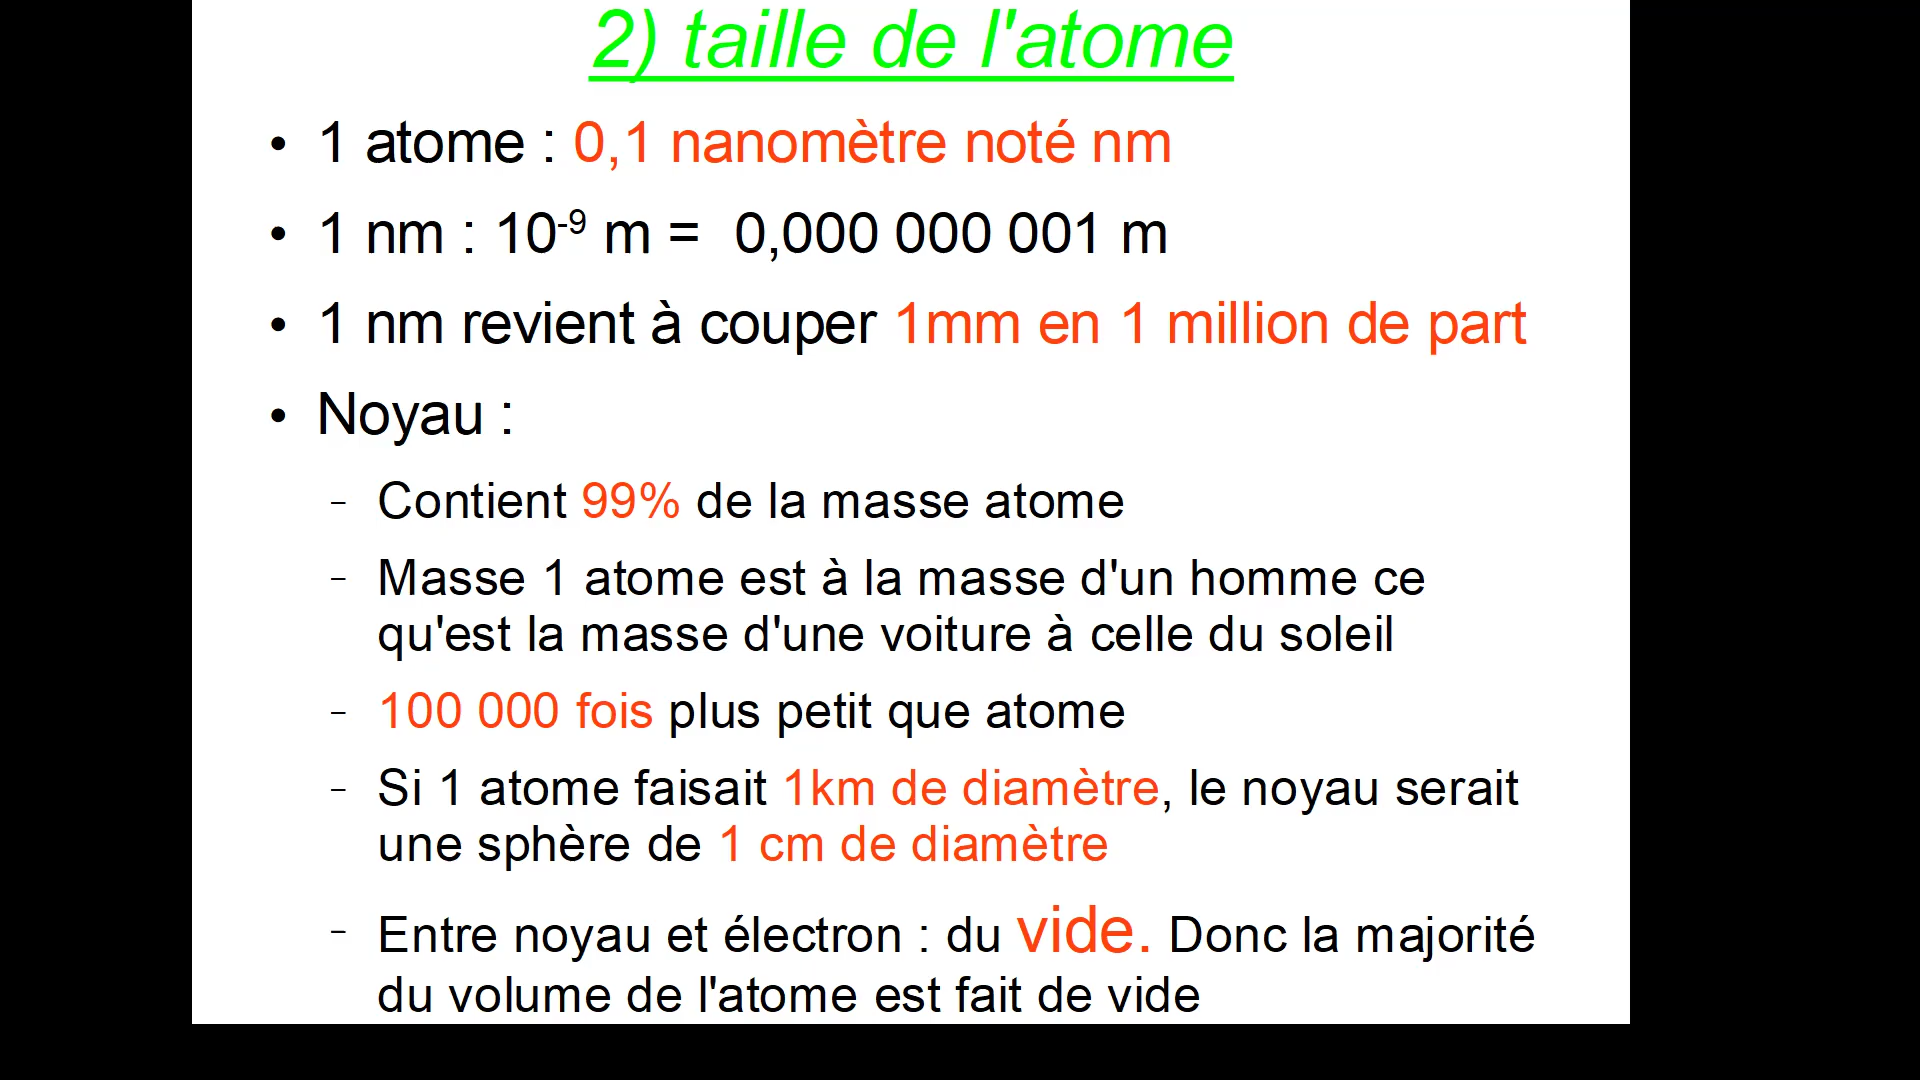 2) taille de l'atome
• 1 atome : 0,1 nanomètre noté nm
• 1 nm : 10⁻⁹ m = 0,000 000 001 m
• 1 nm revient à couper 1mm en 1 million de part
• Noyau :
– Contient 99% de la masse atome
– Masse 1 atome est à la masse d'un homme ce
qu'est la masse d'une voiture à celle du soleil
– 100 000 fois plus petit que atome
– Si 1 atome faisait 1km de diamètre, le noyau serait
une sphère de 1 cm de diamètre
– Entre noyau et électron : du vide. Donc la majorité
du volume de l'atome est fait de vide